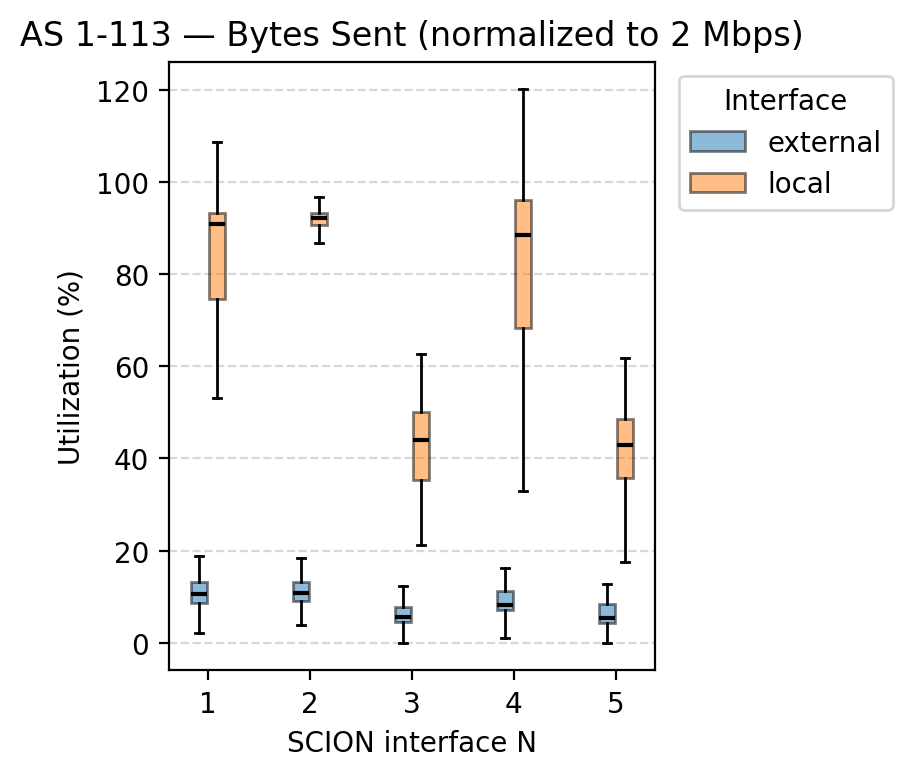 AS 1-113 — Bytes Sent (normalized to 2 Mbps)
Interface
external
local
Utilization (%)
120
100
80
60
40
20
0
1 2 3 4 5
SCION interface N